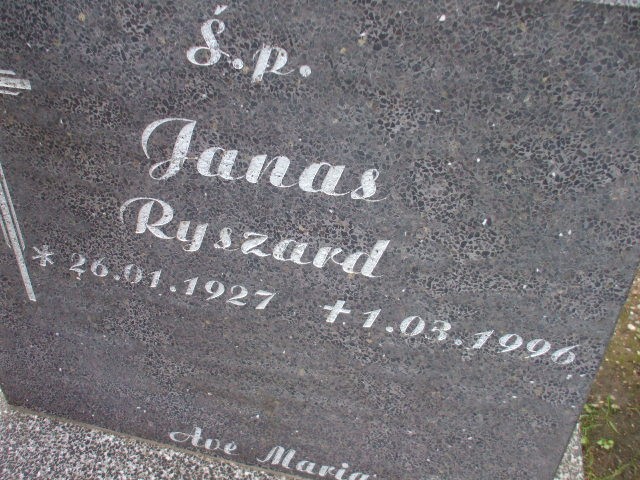 Ś.p.
Janas
Ryszard
* 26.01.1927 ✝ 1.03.1996
Ave Maria